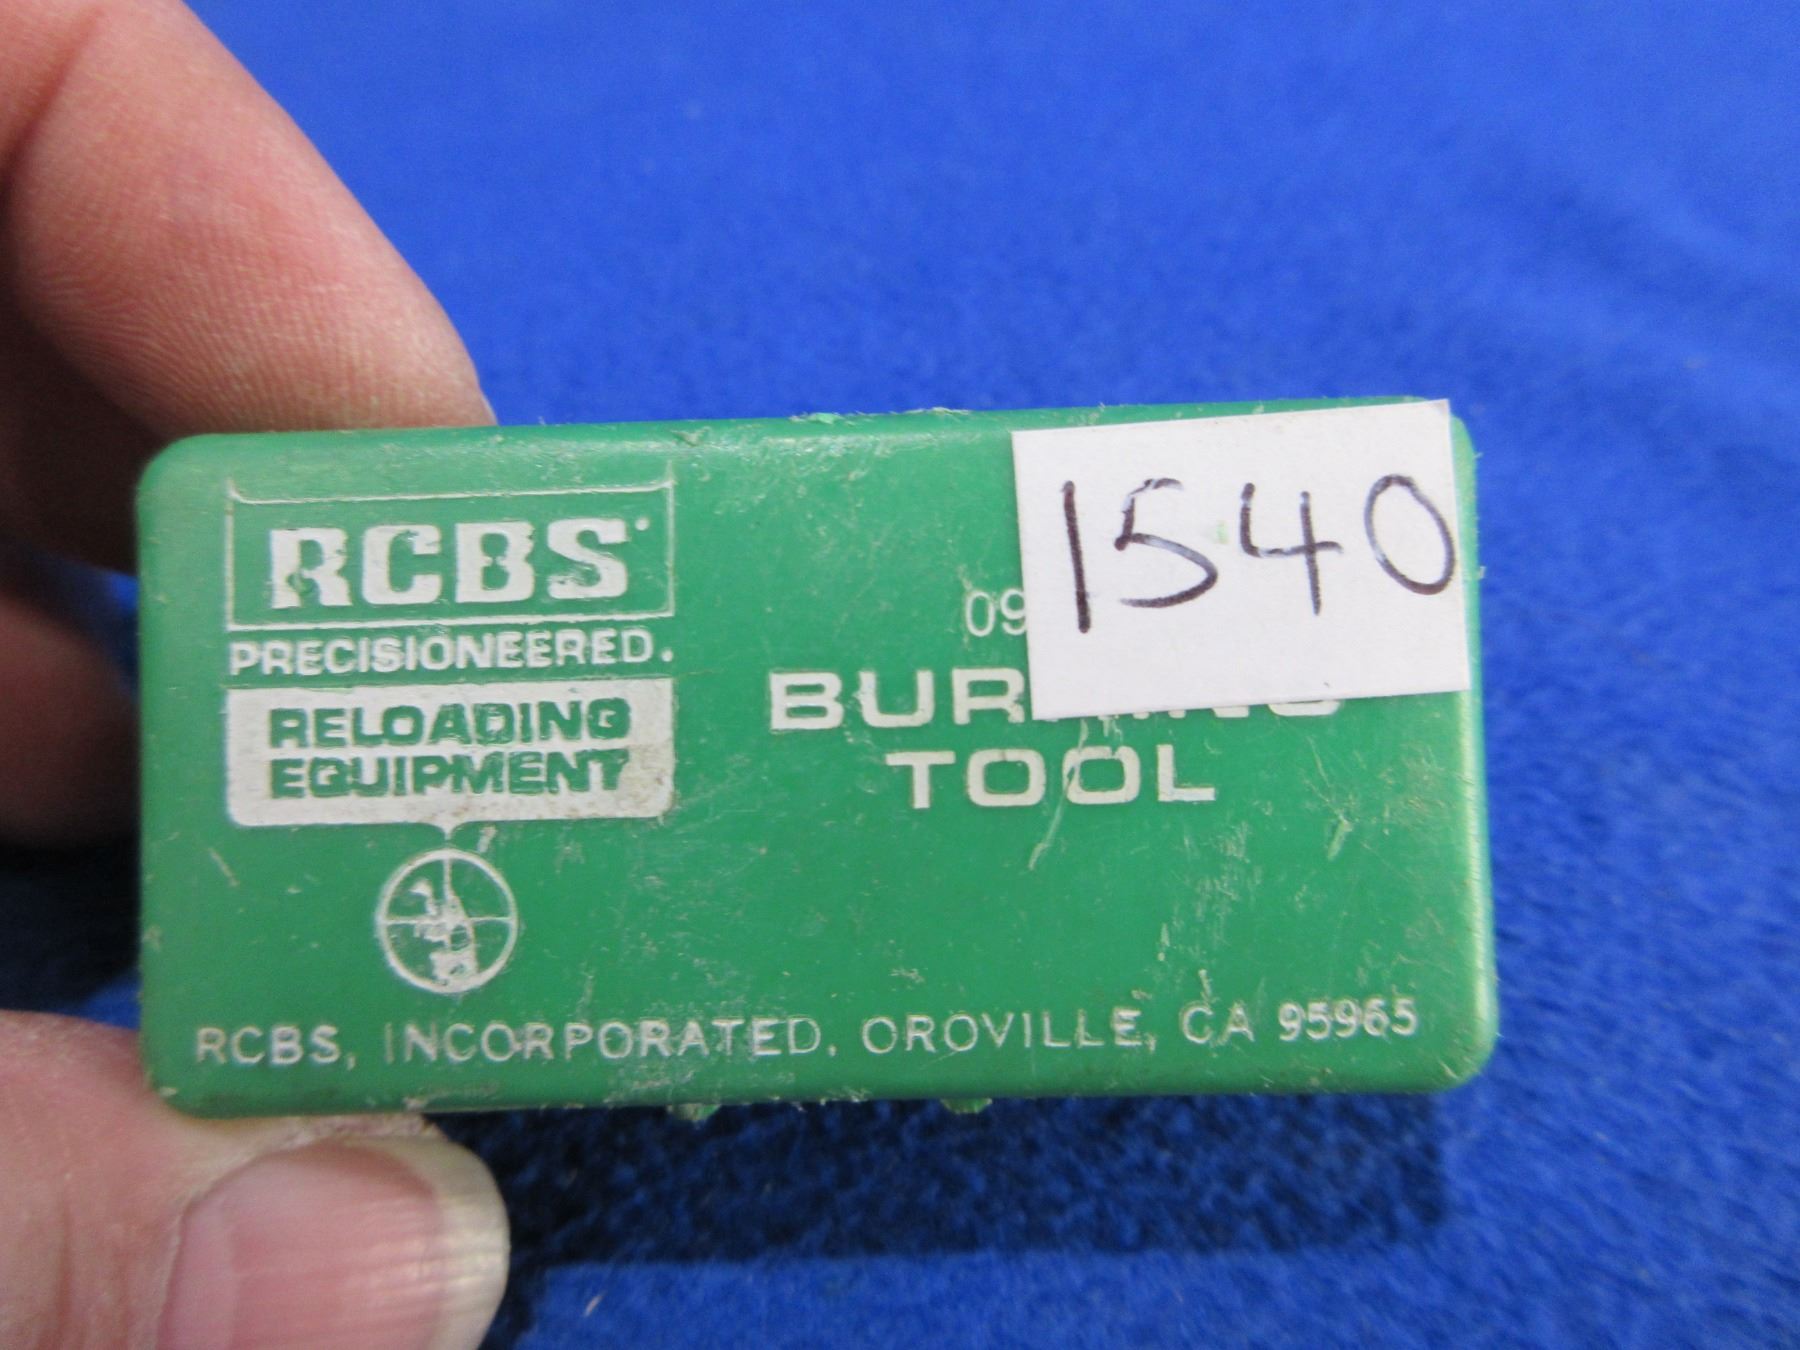 RCBS
PRECISIONEERED.
RELOADING
EQUIPMENT
1540
09
TOOL
RCBS, INCORPORATED, OROVILLE, CA 95965